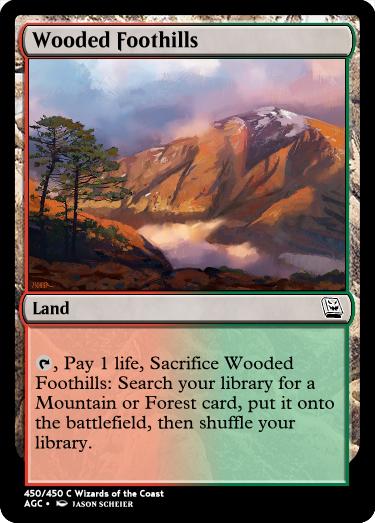 Wooded Foothills
Land
, Pay 1 life, Sacrifice Wooded
Foothills: Search your library for a
Mountain or Forest card, put it onto
the battlefield, then shuffle your
library.
450/450 C Wizards of the Coast
AGC • JASON SCHEIER